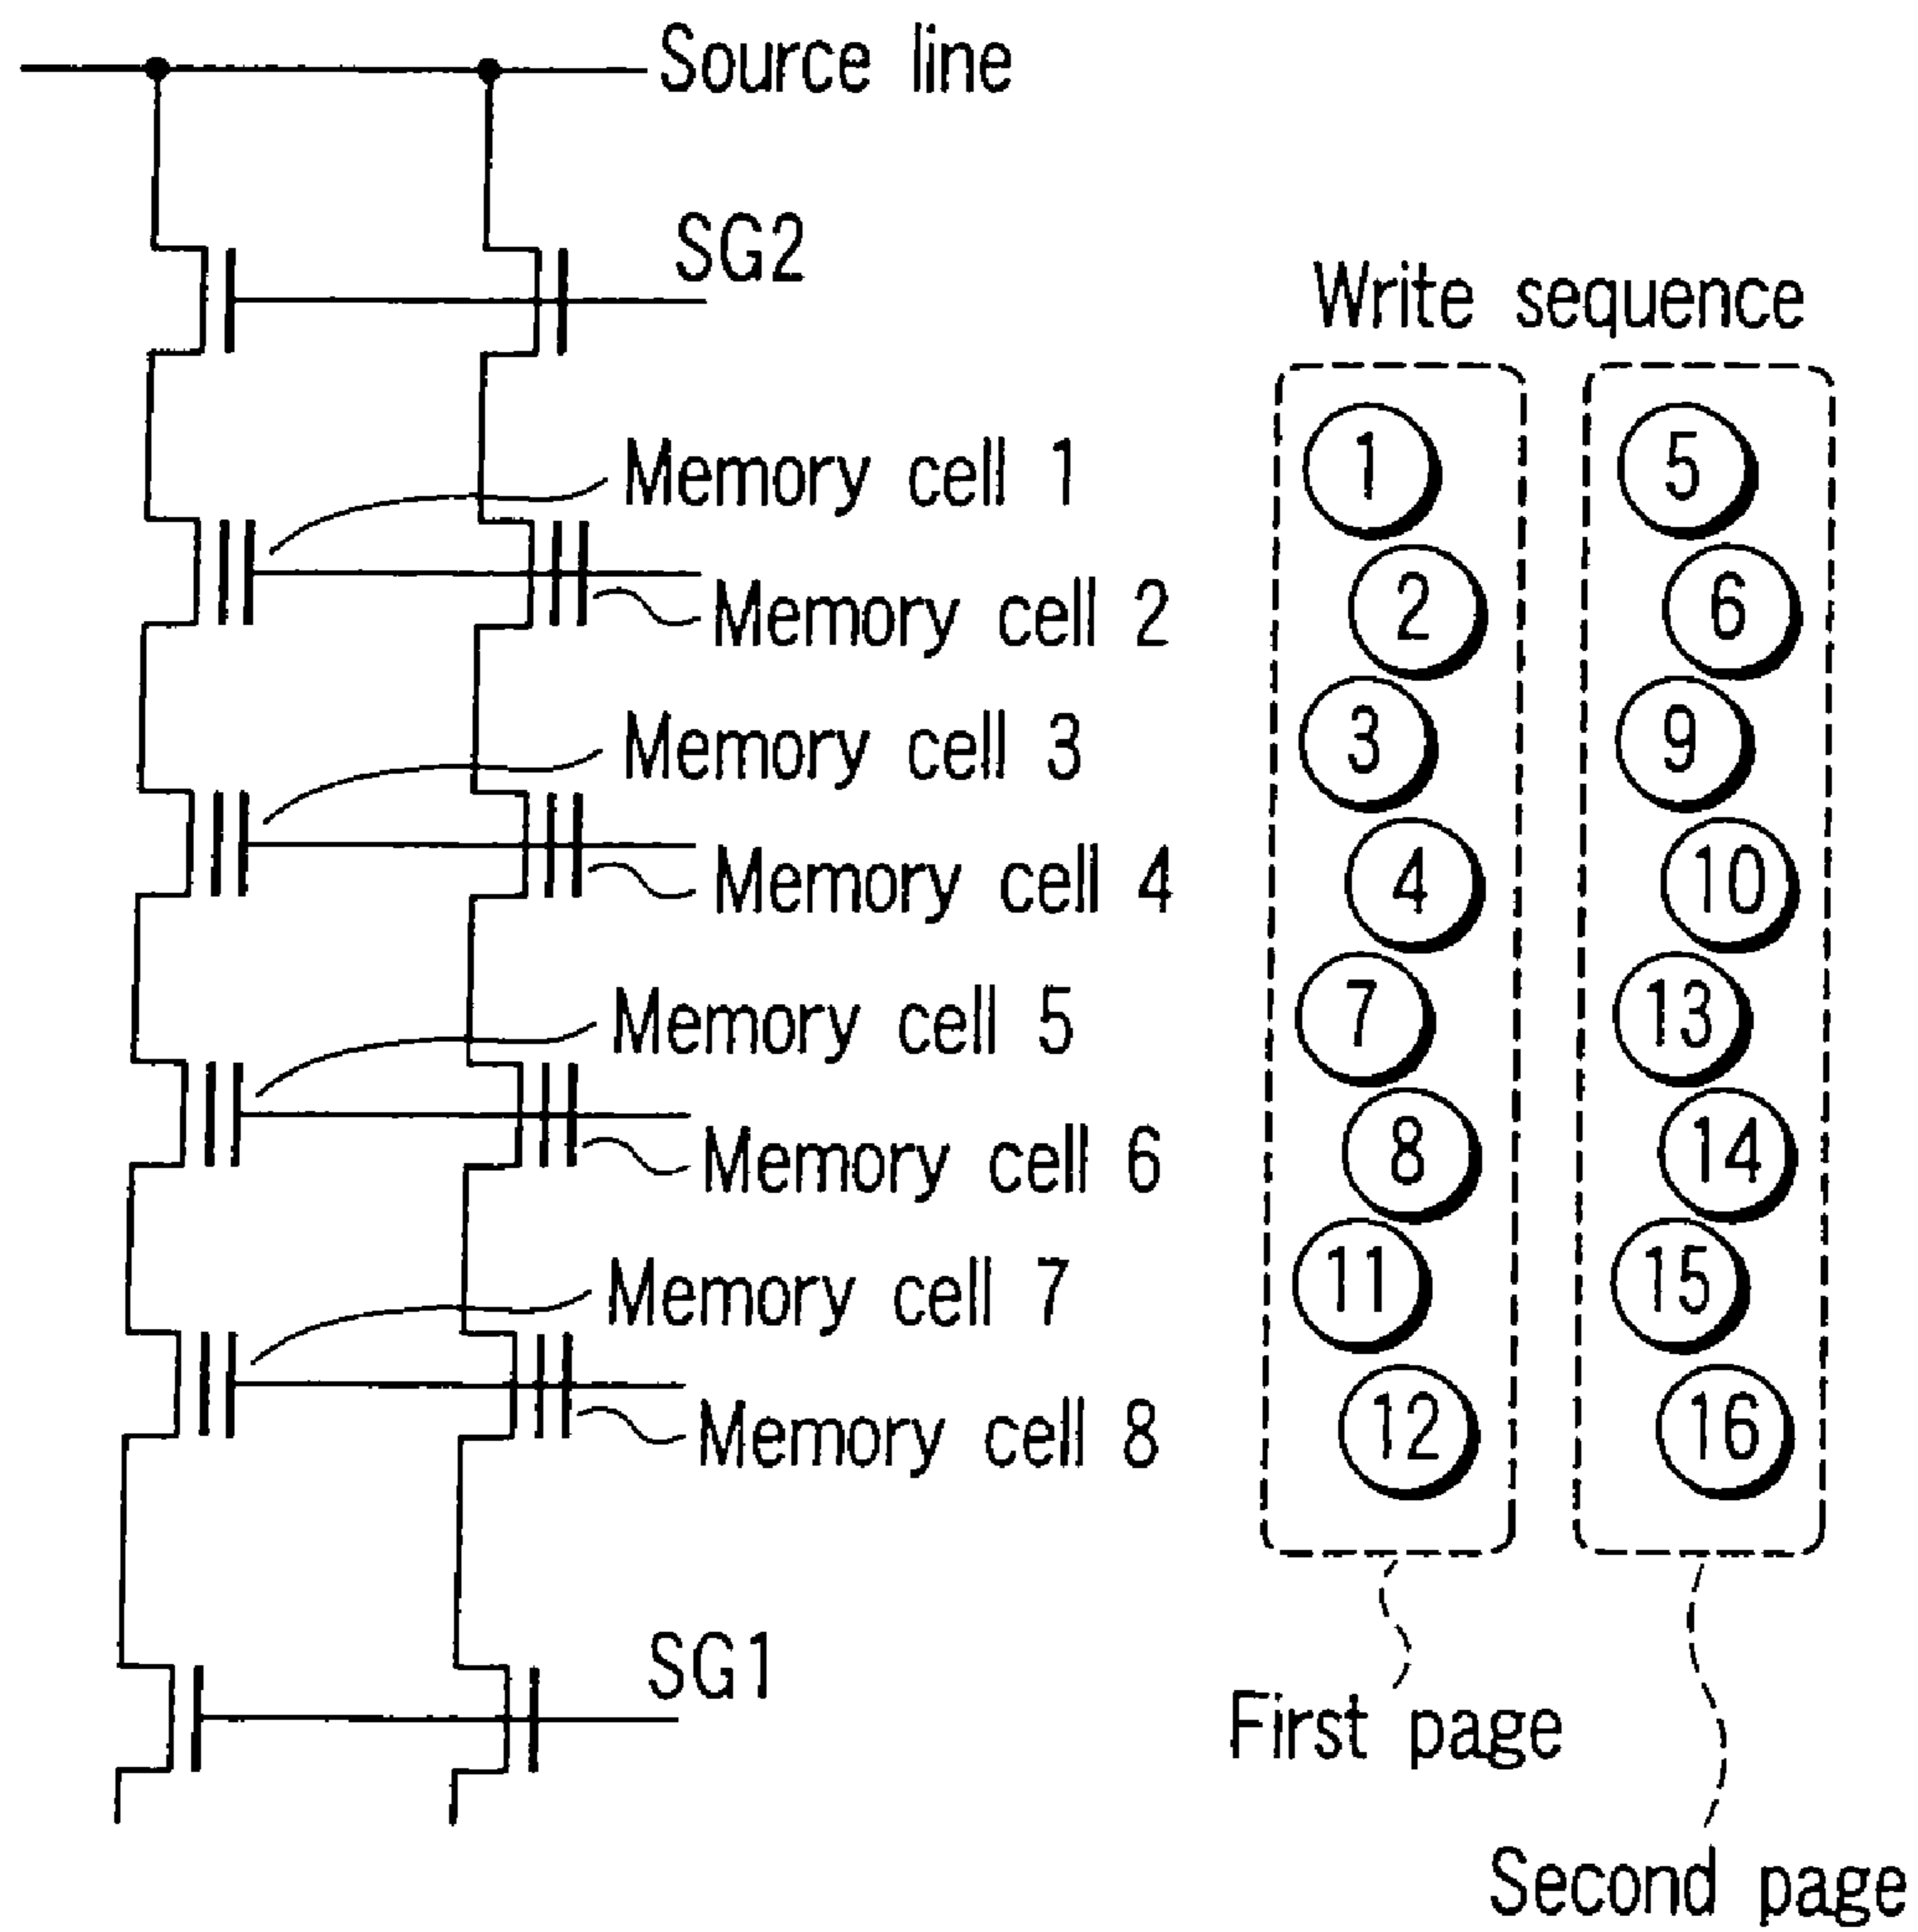 Source line
SG2
Write sequence
Memory cell 1
1
5
Memory cell 2
2
6
Memory cell 3
3
9
Memory cell 4
4
10
Memory cell 5
7
13
Memory cell 6
8
14
Memory cell 7
11
15
Memory cell 8
12
16
SG1
First page
Second page